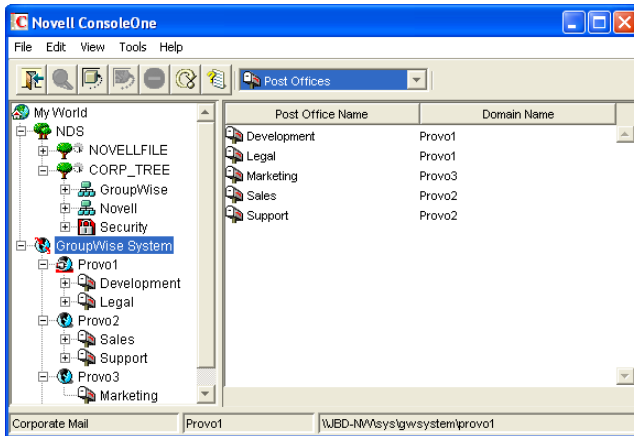 Novell ConsoleOne
File Edit View Tools Help
Post Offices
My World
NDS
NOVELLFILE
CORP_TREE
GroupWise
Novell
Security
GroupWise System
Provo1
Development
Legal
Provo2
Sales
Support
Provo3
Marketing
Post Office Name Domain Name
Development Provo1
Legal Provo1
Marketing Provo3
Sales Provo2
Support Provo2
Corporate Mail Provo1 \\JBD-NW\sys\gwsystem\provo1